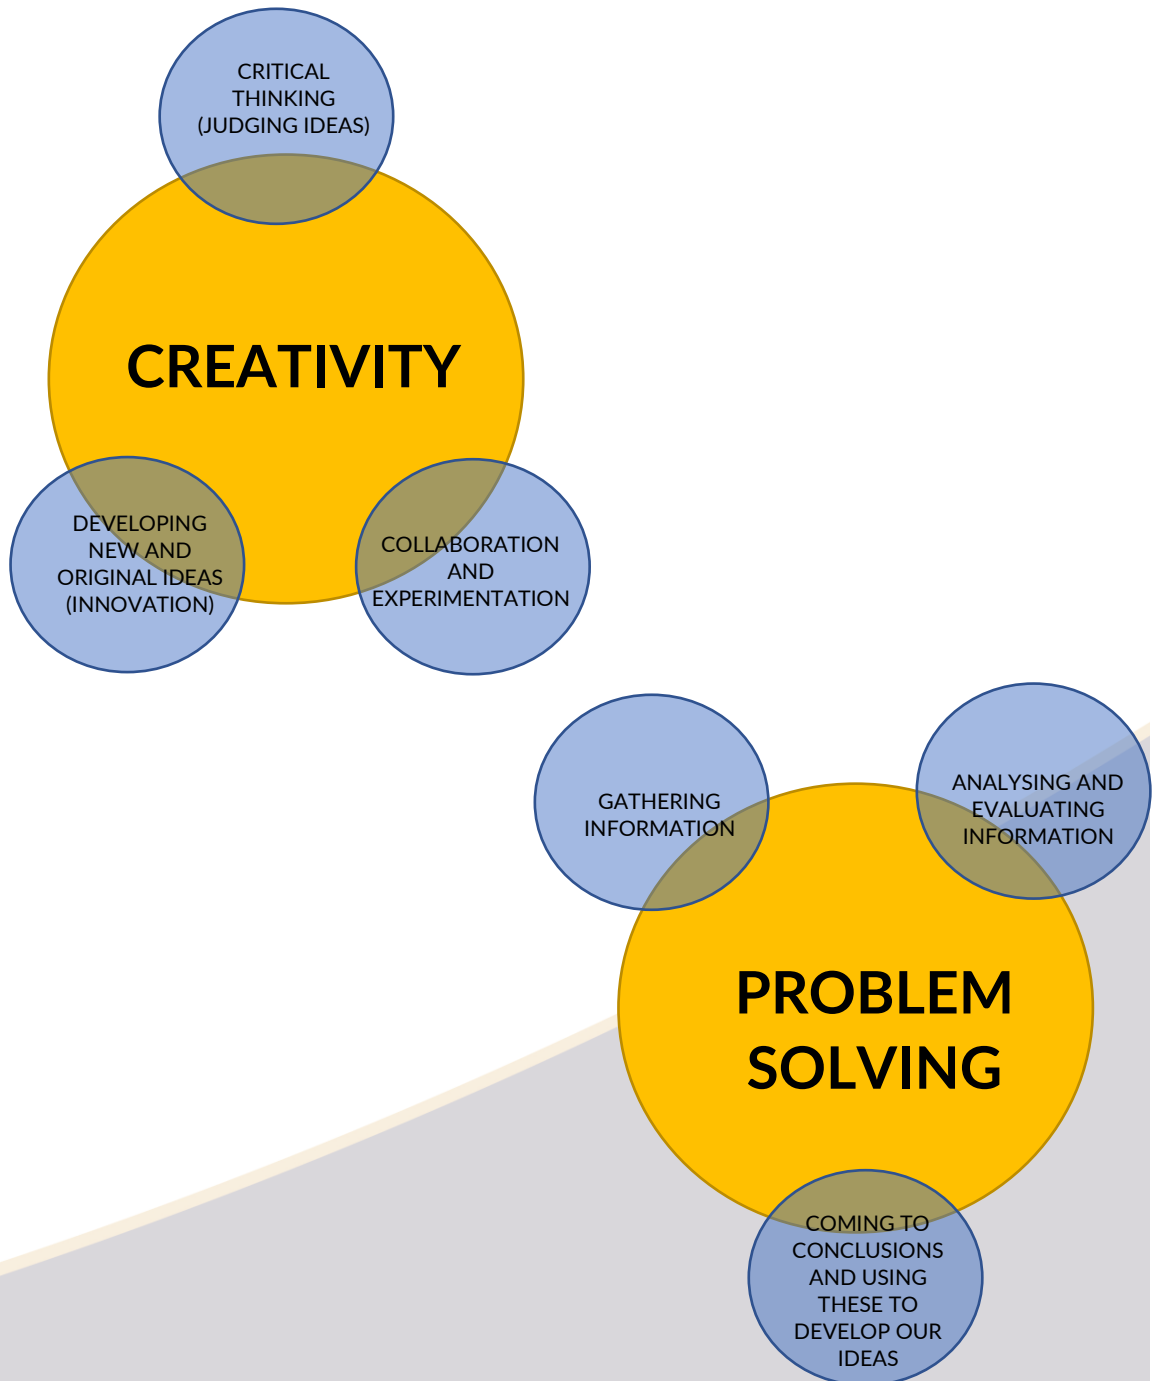 CRITICAL
THINKING
(JUDGING IDEAS)
CREATIVITY
DEVELOPING
NEW AND
ORIGINAL IDEAS
(INNOVATION)
COLLABORATION
AND
EXPERIMENTATION
GATHERING
INFORMATION
ANALYSING AND
EVALUATING
INFORMATION
PROBLEM
SOLVING
COMING TO
CONCLUSIONS
AND USING
THESE TO
DEVELOP OUR
IDEAS